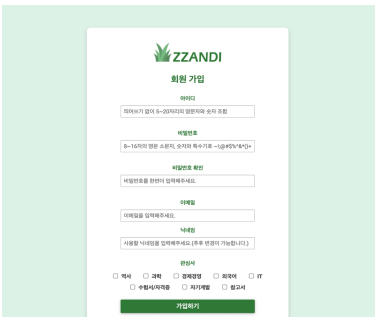 ZZANDI
회원 가입
아이디
띄어쓰기 없이 5~20자리의 영문자와 숫자 조합
비밀번호
8~16자의 영문 소문자, 숫자와 특수기호 ~!@#$%^&*()+
비밀번호 확인
비밀번호를 한번더 입력해주세요.
이메일
이메일을 입력해주세요.
닉네임
사용할 닉네임을 입력해주세요.(추후 변경이 가능합니다.)
관심사
역사 과학 경제경영 외국어 IT
수험서/자격증 자기계발 참고서
가입하기